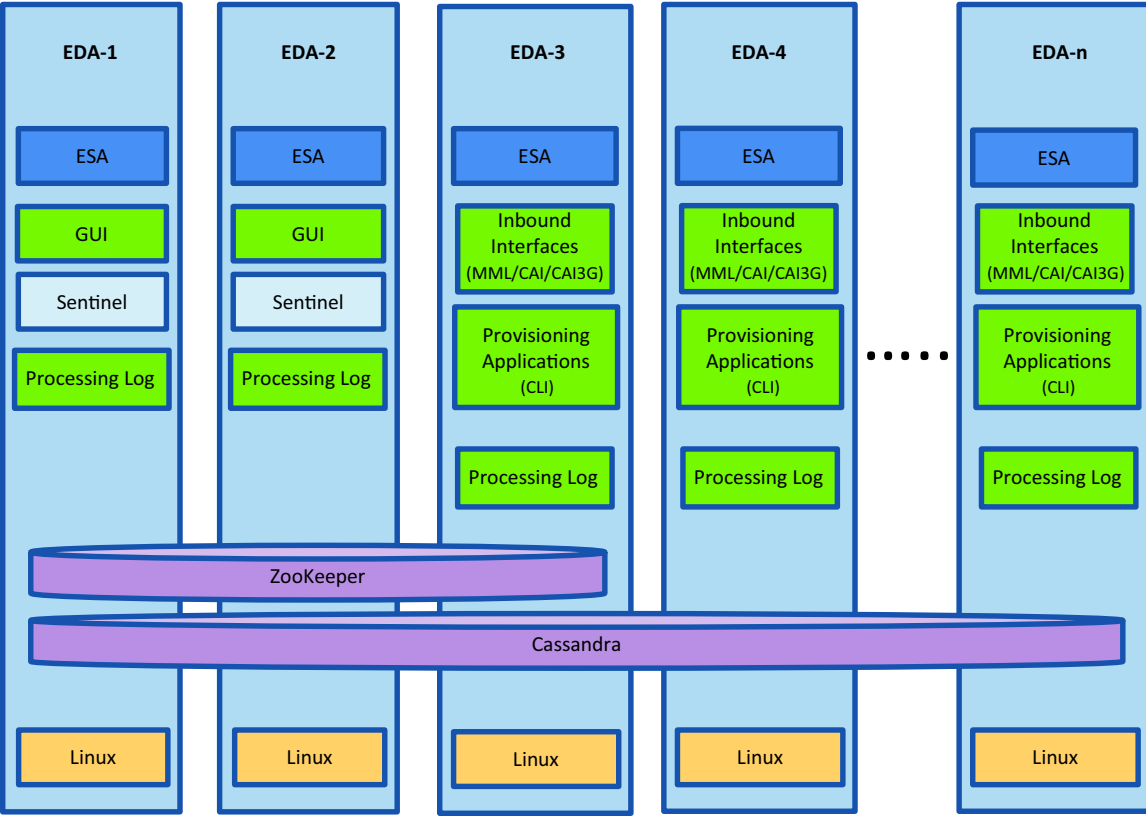 EDA-1
EDA-2
EDA-3
EDA-4
EDA-n
ESA
ESA
ESA
ESA
ESA
GUI
GUI
Inbound
Interfaces
(MML/CAI/CAI3G)
Inbound
Interfaces
(MML/CAI/CAI3G)
Inbound
Interfaces
(MML/CAI/CAI3G)
Sentinel
Sentinel
Provisioning
Applications
(CLI)
Provisioning
Applications
(CLI)
.....
Provisioning
Applications
(CLI)
Processing Log
Processing Log
Processing Log
Processing Log
Processing Log
ZooKeeper
Cassandra
Linux
Linux
Linux
Linux
Linux